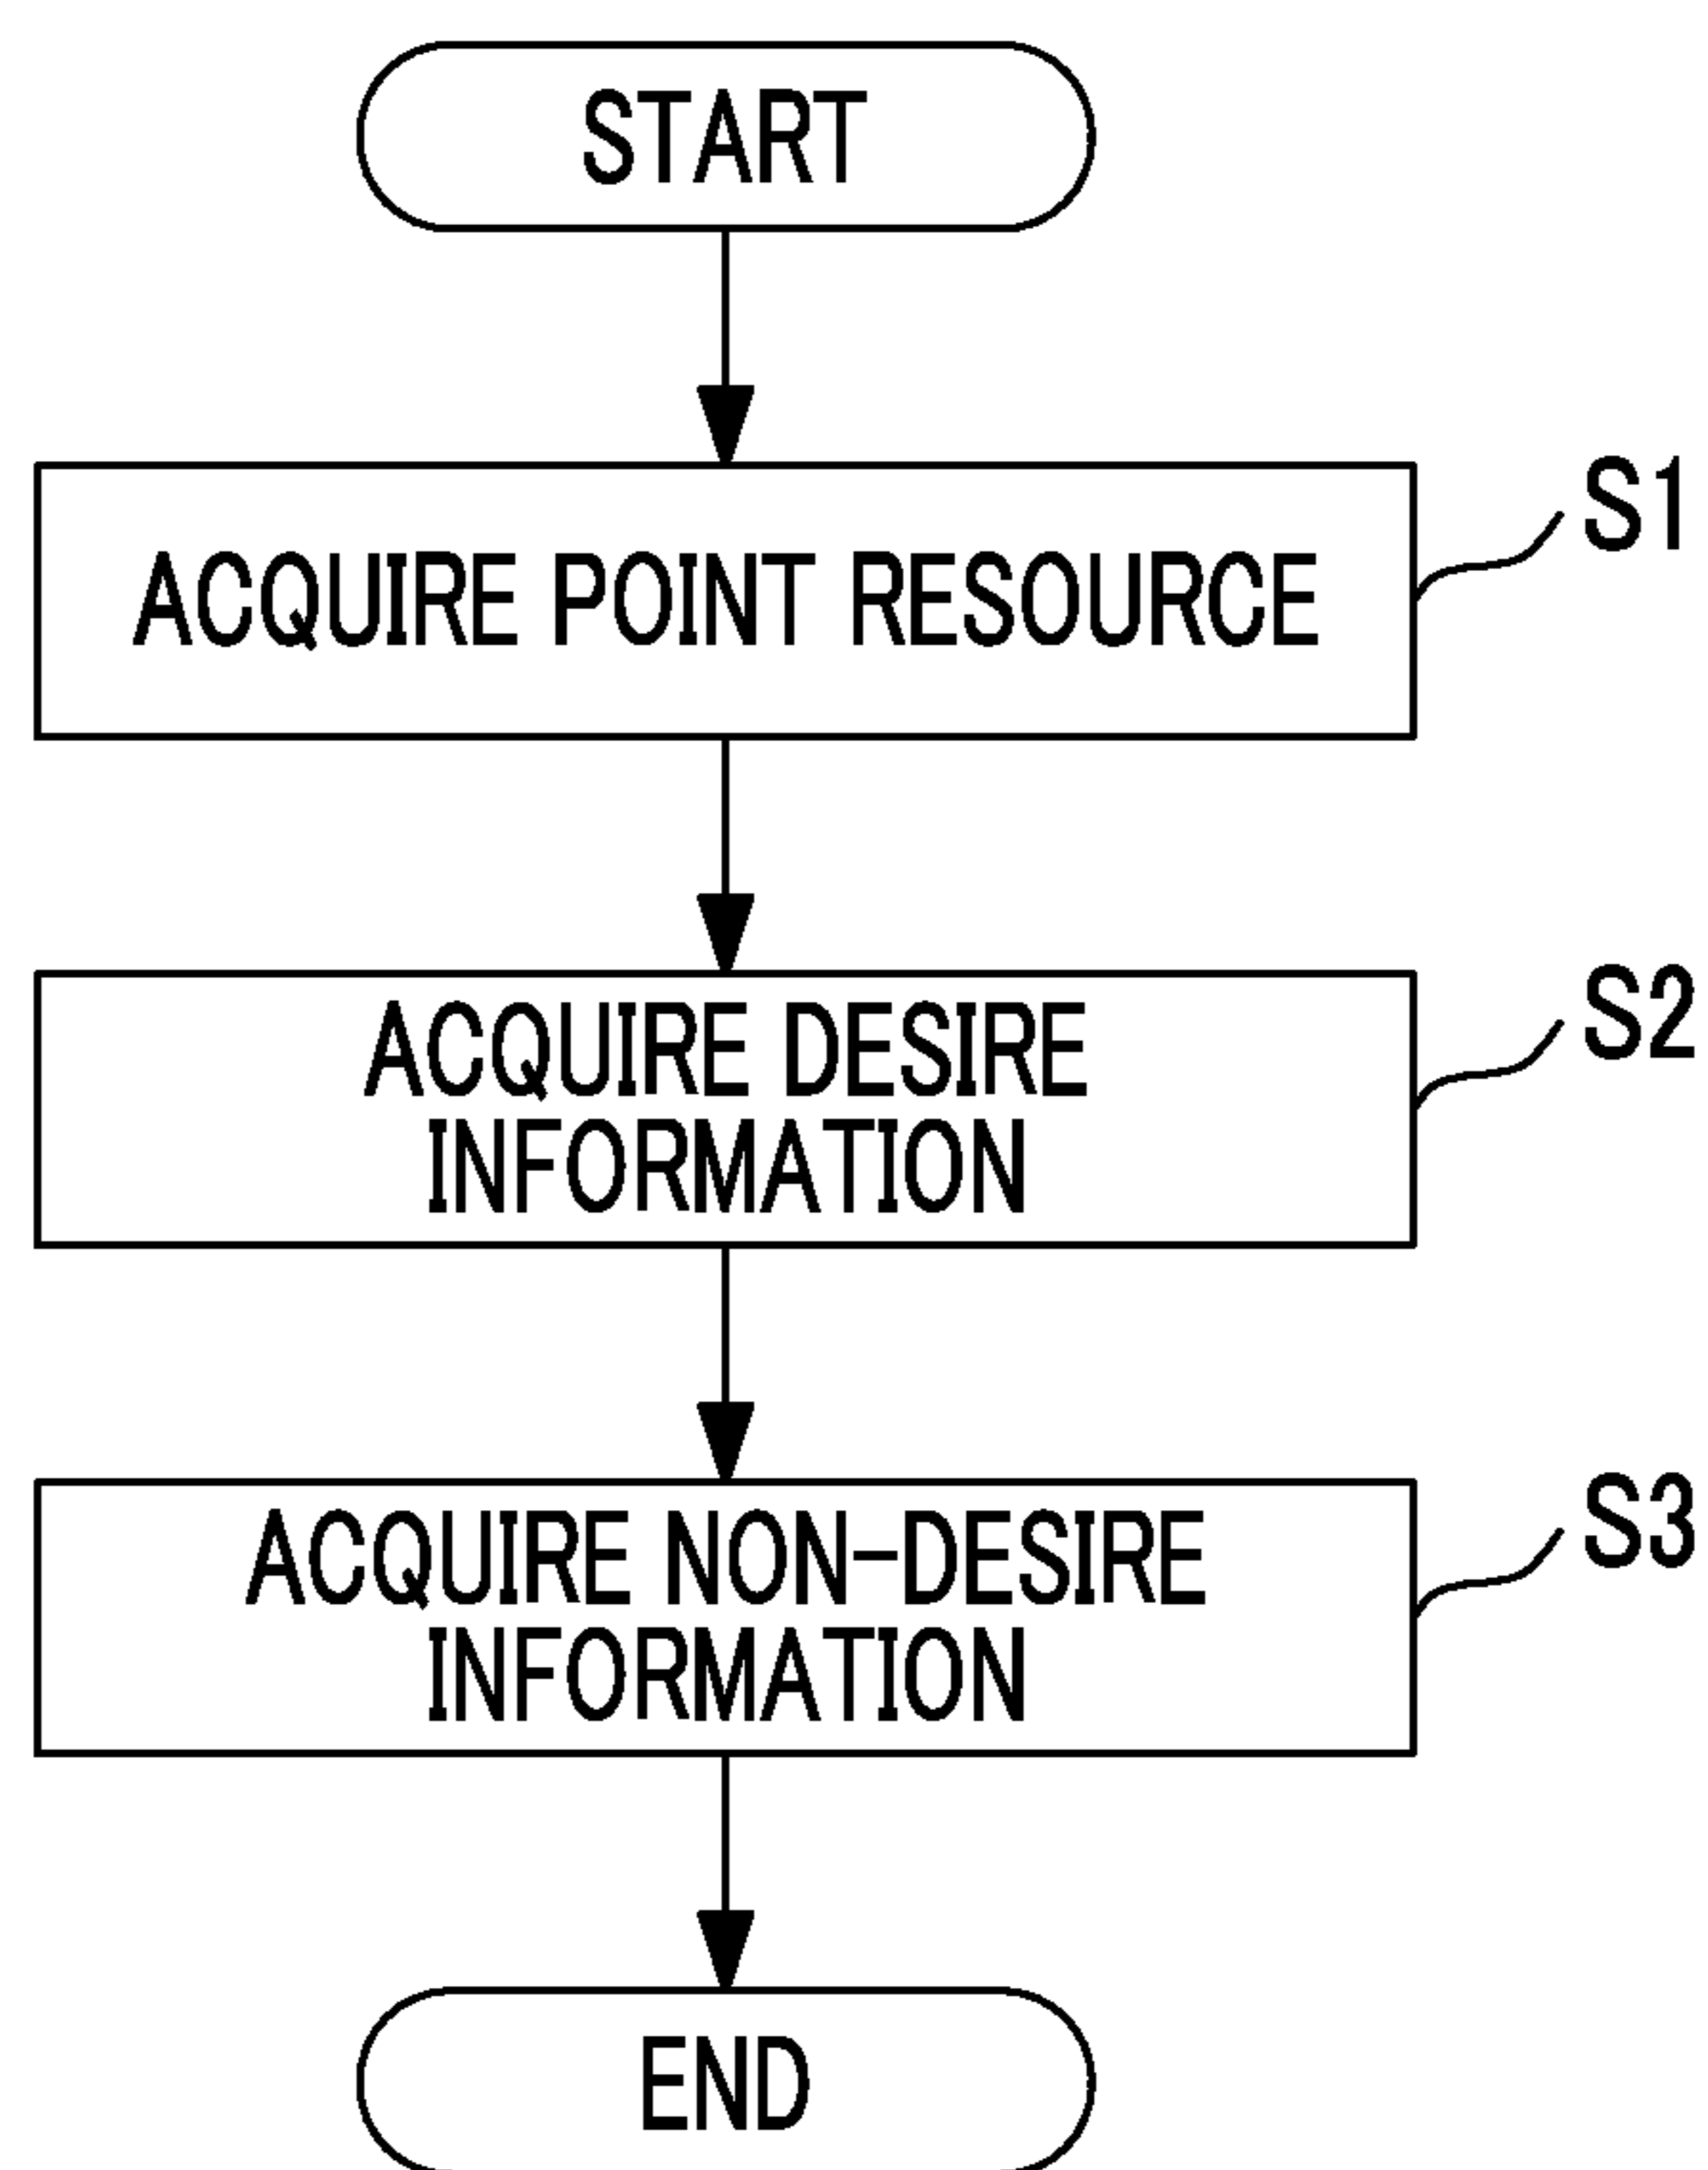 START
S1
ACQUIRE POINT RESOURCE
S2
ACQUIRE DESIRE
INFORMATION
S3
ACQUIRE NON-DESIRE
INFORMATION
END